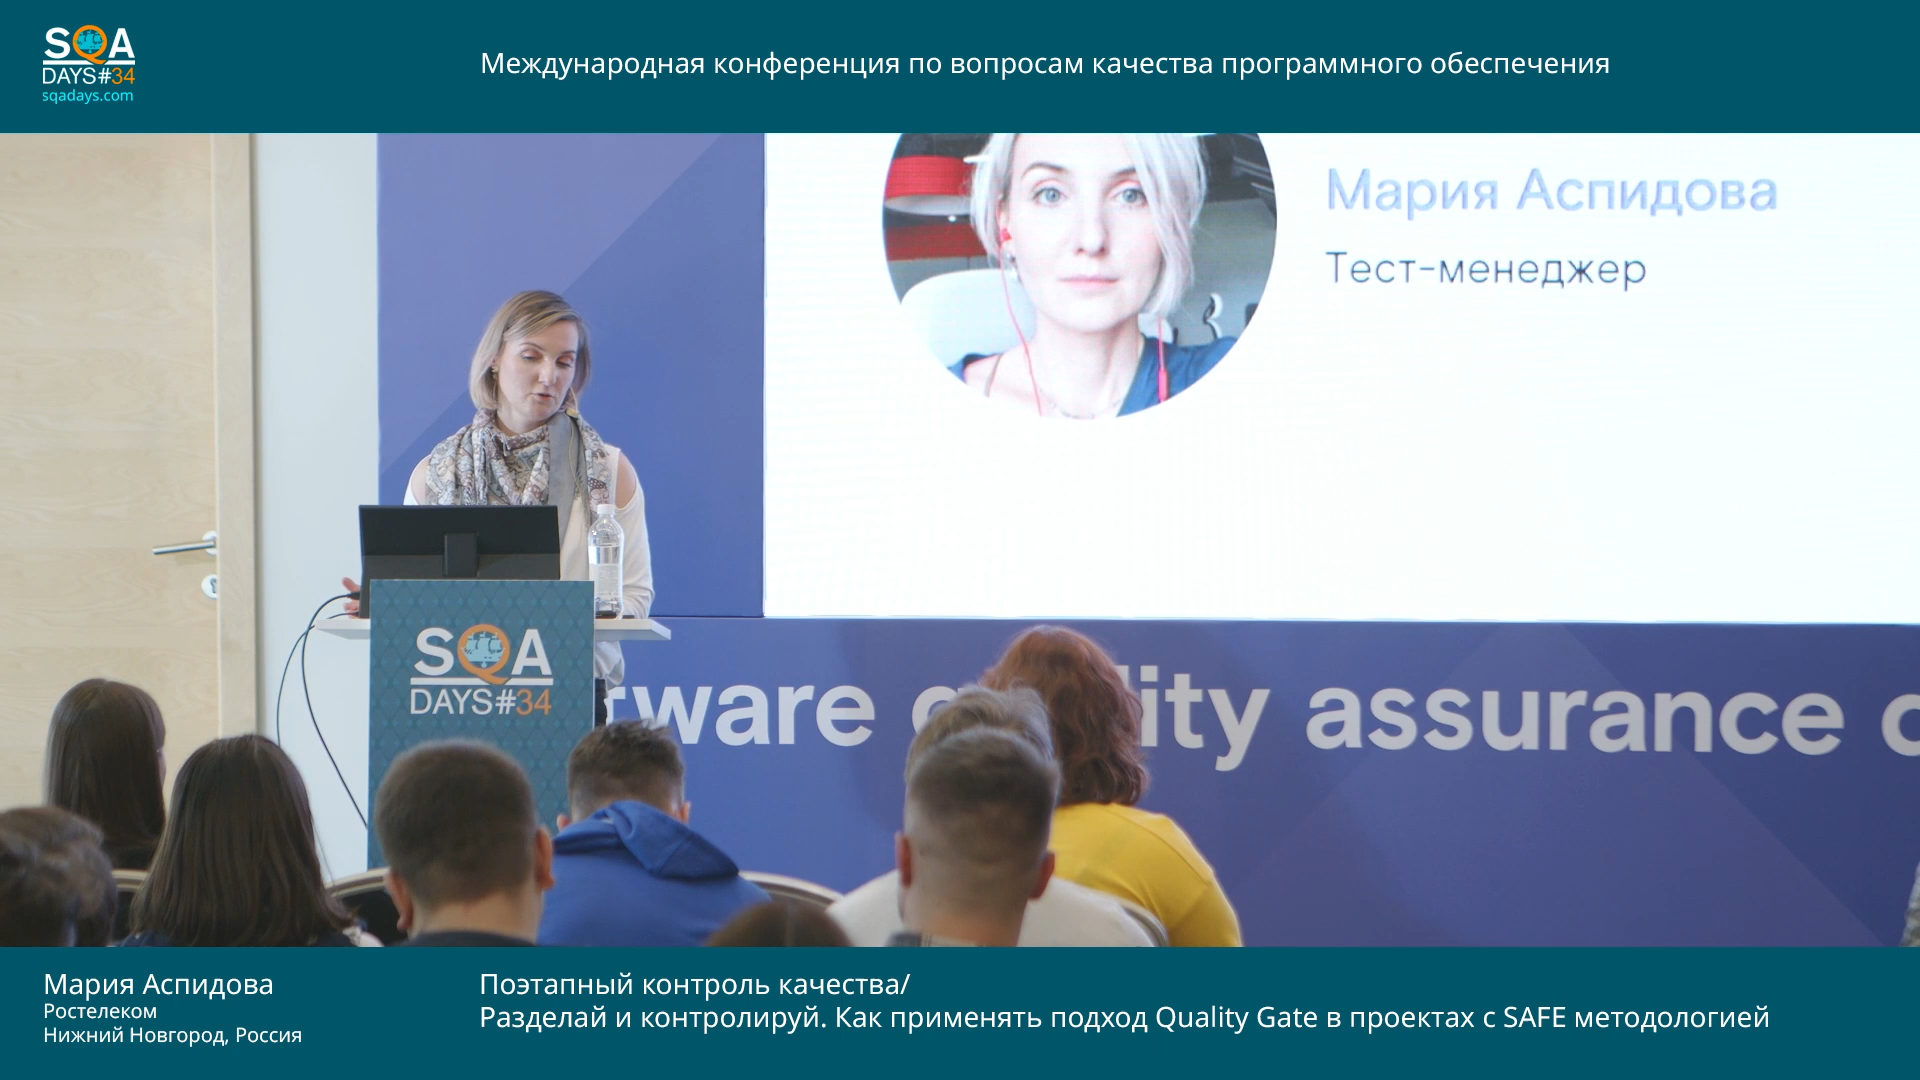 SQA
DAYS#34
sqadays.com
Международная конференция по вопросам качества программного обеспечения
Мария Аспидова
Тест-менеджер
SQA
DAYS#34
assurance
Мария Аспидова
Ростелеком
Нижний Новгород, Россия
Поэтапный контроль качества/
Разделай и контролируй. Как применять подход Quality Gate в проектах с SAFE методологией